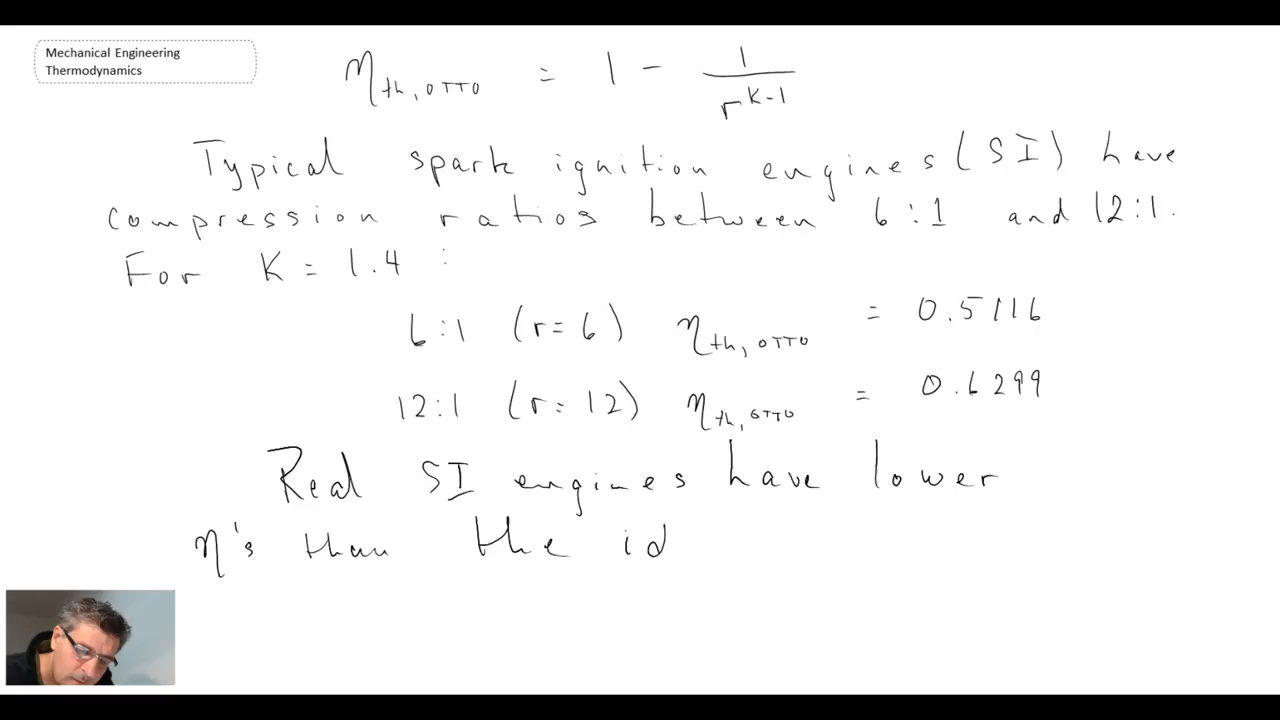 Mechanical Engineering
Thermodynamics
η th, OTTO = 1 - 1 / r^k-1
Typical spark ignition engines (SI) have
compression ratios between 6:1 and 12:1.
For K = 1.4 :
6:1 (r = 6) η th, OTTO = 0.5116
12:1 (r = 12) η th, OTTO = 0.6299
Real SI engines have lower
η's than the id